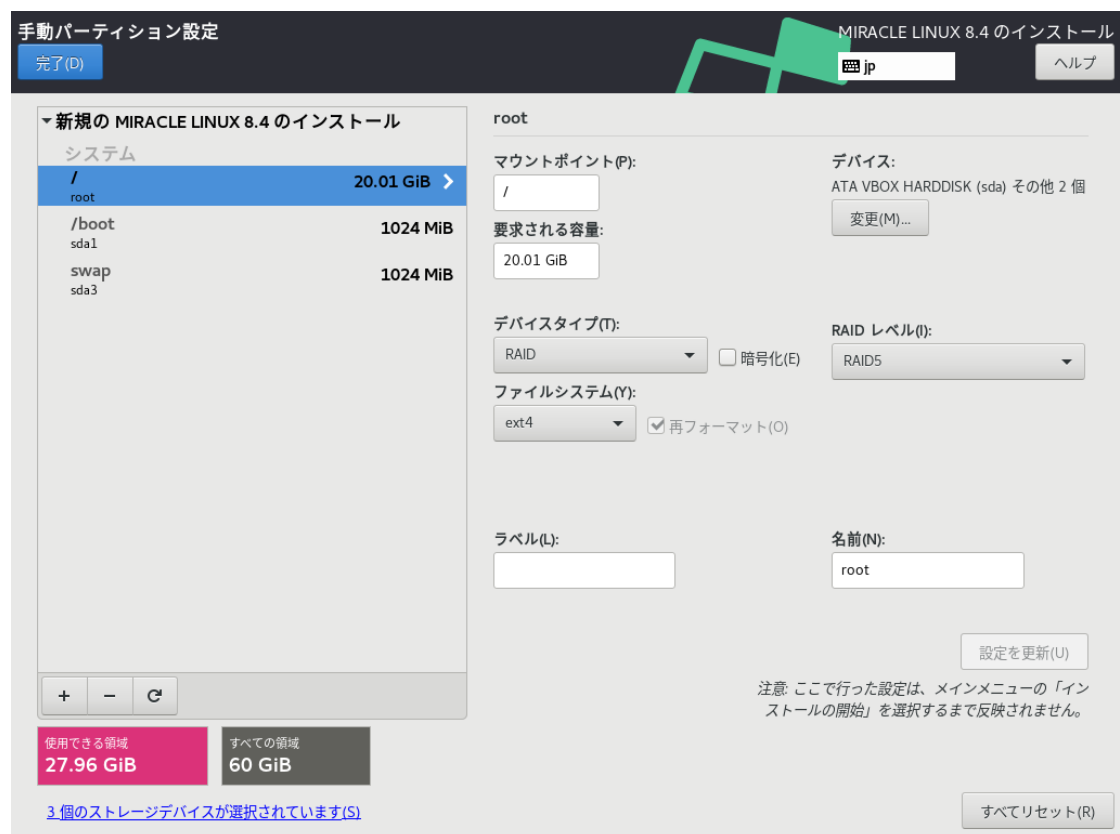 手動パーティション設定
MIRACLE LINUX 8.4 のインストール
完了(D)
jp
ヘルプ
新規の MIRACLE LINUX 8.4 のインストール
システム
/
root
20.01 GiB
/boot
sda1
1024 MiB
swap
sda3
1024 MiB
root
マウントポイント(P):
/
デバイス:
ATA VBOX HARDDISK (sda) その他 2 個
変更(M)...
要求される容量:
20.01 GiB
デバイスタイプ(T):
RAID
暗号化(E)
RAID レベル(I):
RAID5
ファイルシステム(Y):
ext4
再フォーマット(O)
ラベル(L):
名前(N):
root
設定を更新(U)
注意: ここで行った設定は、メインメニューの「イン
ストールの開始」を選択するまで反映されません。
+
−
使用できる領域
27.96 GiB
すべての領域
60 GiB
3 個のストレージデバイスが選択されています(S)
すべてリセット(R)